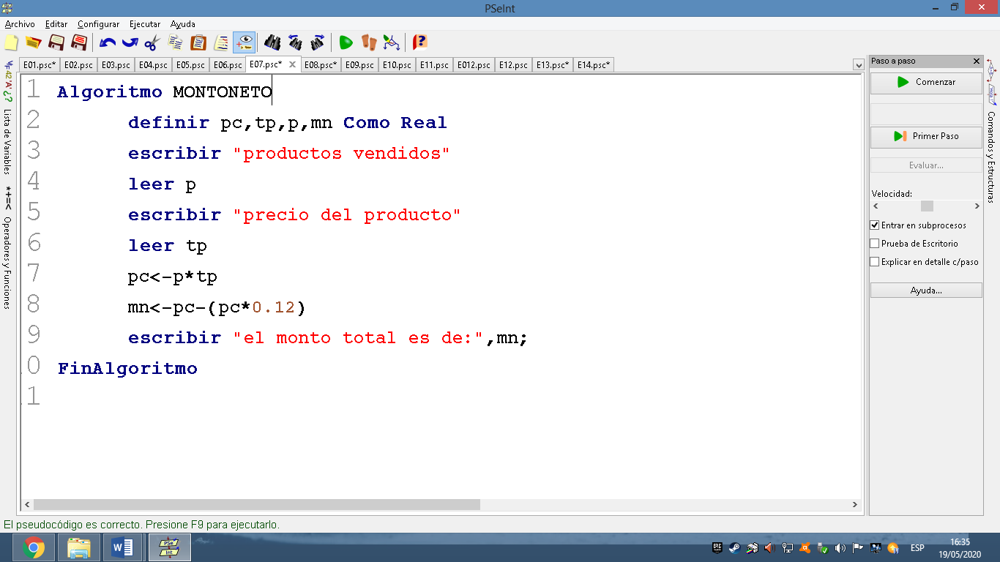 PSeInt
Archivo Editar Configurar Ejecutar Ayuda
E01.psc* E02.psc E03.psc E04.psc E05.psc E06.psc E07.psc* E08.psc* E09.psc E10.psc E11.psc E012.psc E12.psc E13.psc* E14.psc*
1 Algoritmo MONTONETO
2 definir pc,tp,p,mn Como Real
3 escribir "productos vendidos"
4 leer p
5 escribir "precio del producto"
6 leer tp
7 pc<-p*tp
8 mn<-pc-(pc*0.12)
9 escribir "el monto total es de:",mn;
0 FinAlgoritmo
1
Lista de Variables
*+=< Operadores y Funciones
Paso a paso
Comenzar
Primer Paso
Evaluar...
Velocidad:
Entrar en subprocesos
Prueba de Escritorio
Explicar en detalle c/paso
Ayuda...
Comandos y Estructuras
El pseudocódigo es correcto. Presione F9 para ejecutarlo.
PSe
Int
ESP
16:35
19/05/2020